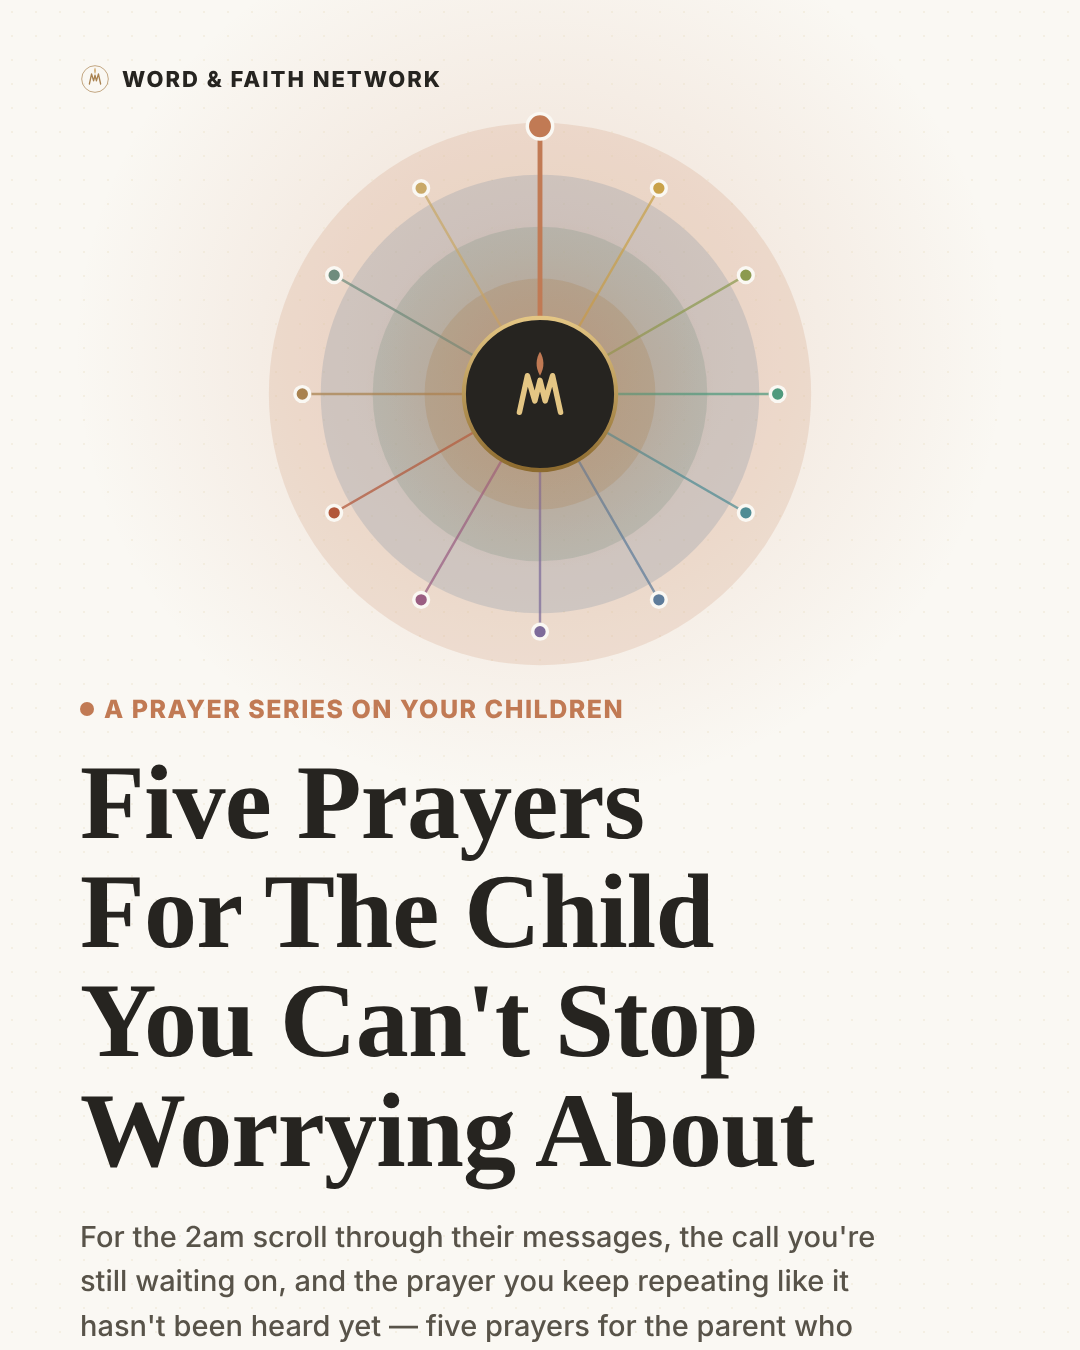 WORD & FAITH NETWORK
A PRAYER SERIES ON YOUR CHILDREN
Five Prayers
For The Child
You Can't Stop
Worrying About
For the 2am scroll through their messages, the call you're
still waiting on, and the prayer you keep repeating like it
hasn't been heard yet — five prayers for the parent who